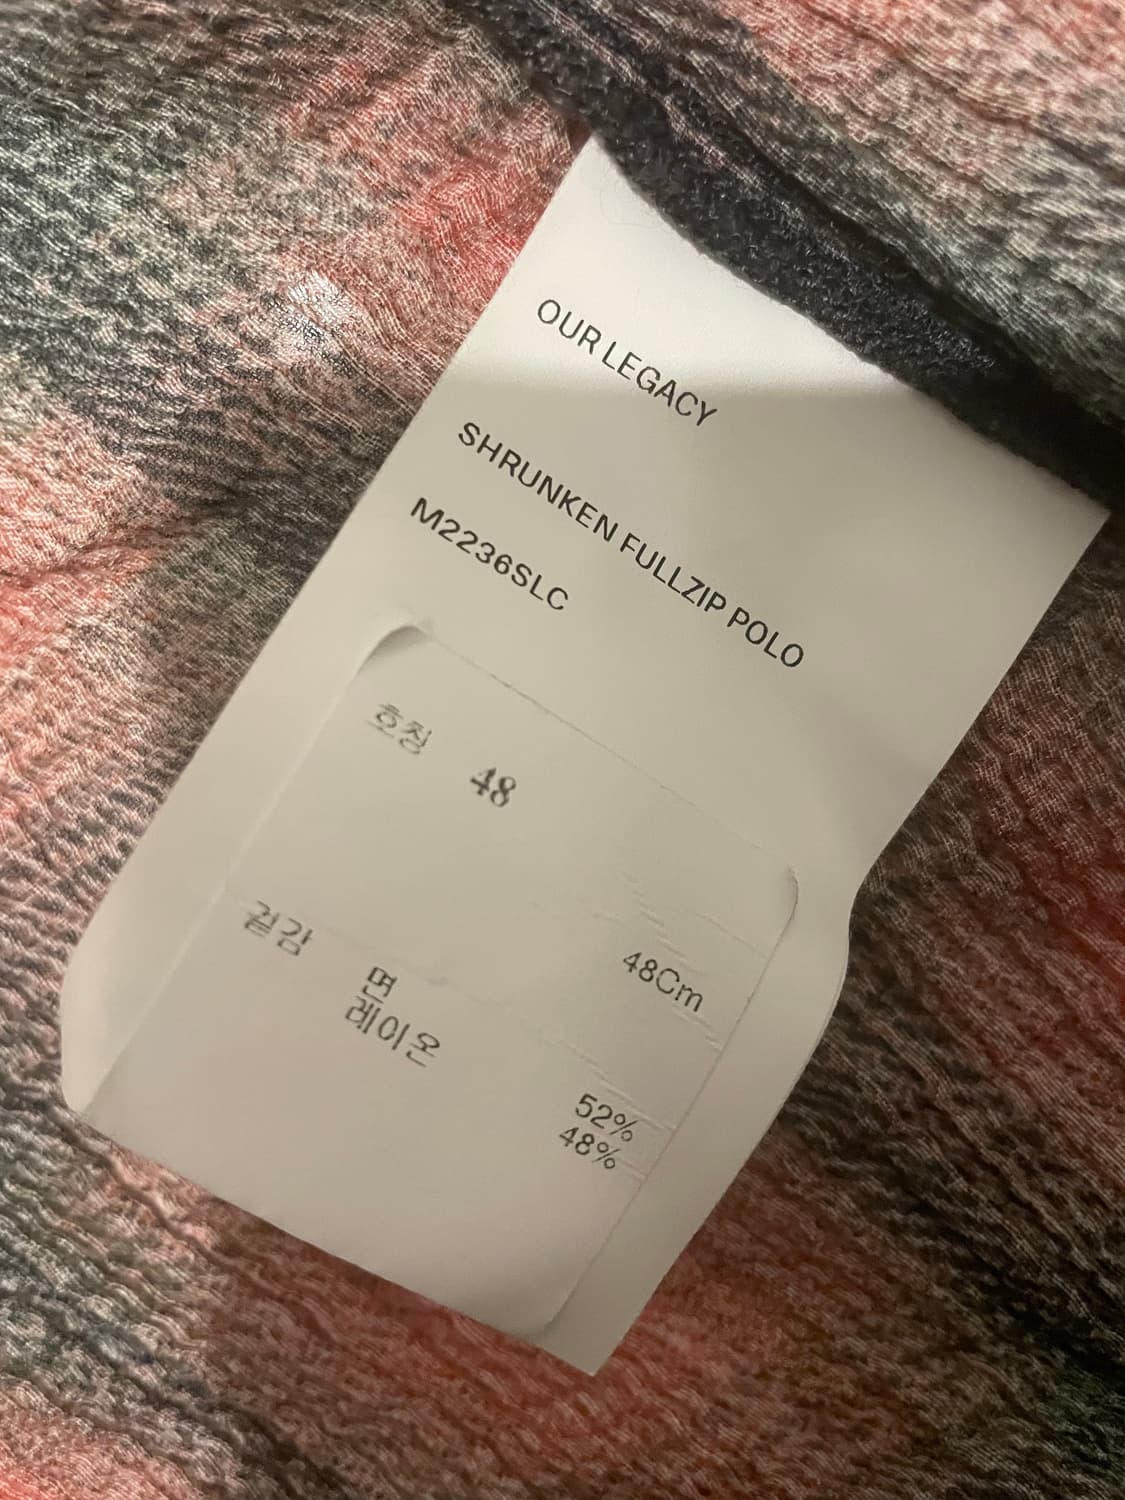 OUR LEGACY
SHRUNKEN FULLZIP POLO
M2236SLC
호칭 48
48Cm
겉감 면 52%
레이온 48%